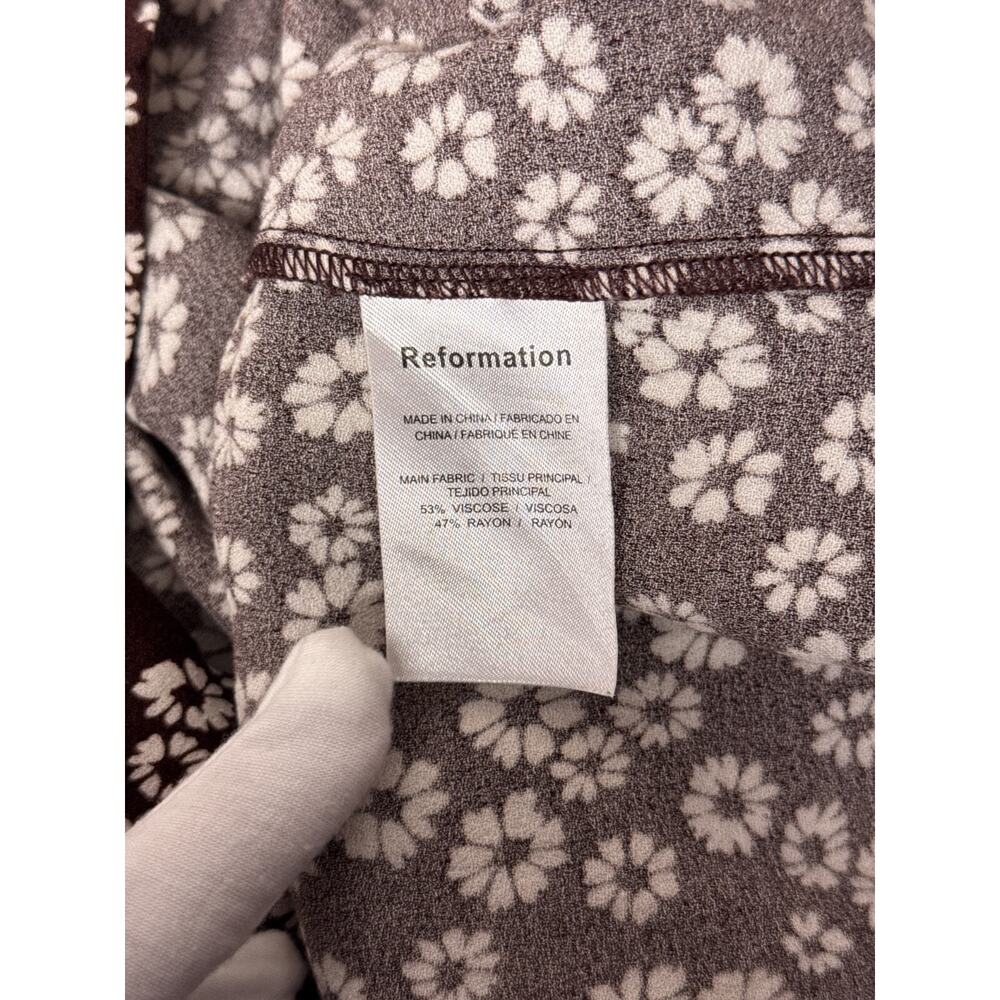 Reformation
MADE IN CHINA / FABRICADO EN
CHINA / FABRIQUÉ EN CHINE
MAIN FABRIC / TISSU PRINCIPAL /
TEJIDO PRINCIPAL
53% VISCOSE / VISCOSA
47% RAYON / RAYON